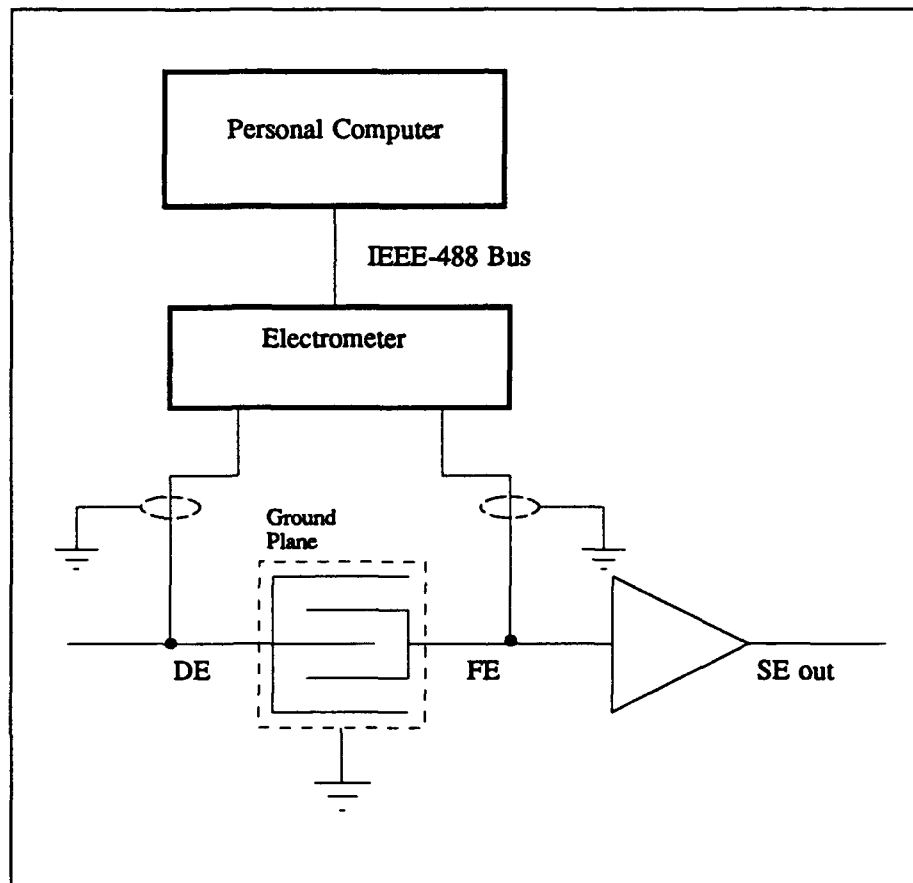 Personal Computer
IEEE-488 Bus
Electrometer
Ground
Plane
DE
FE
SE out